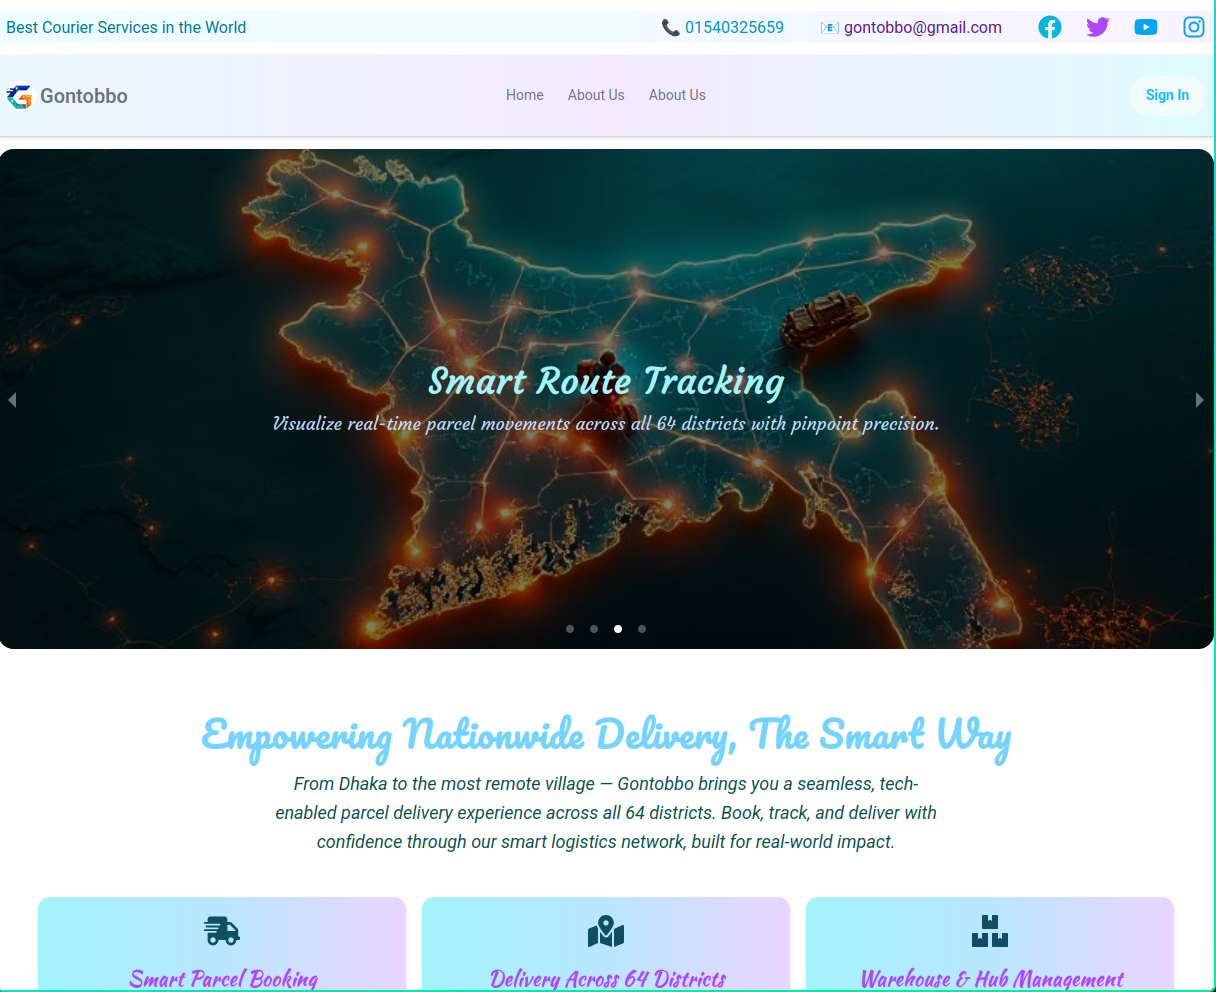 Best Courier Services in the World
📞 01540325659
📧 gontobbo@gmail.com
Gontobbo
Home
About Us
About Us
Sign In
Smart Route Tracking
Visualize real-time parcel movements across all 64 districts with pinpoint precision.
Empowering Nationwide Delivery, The Smart Way
From Dhaka to the most remote village — Gontobbo brings you a seamless, tech-
enabled parcel delivery experience across all 64 districts. Book, track, and deliver with
confidence through our smart logistics network, built for real-world impact.
Smart Parcel Booking
Delivery Across 64 Districts
Warehouse & Hub Management